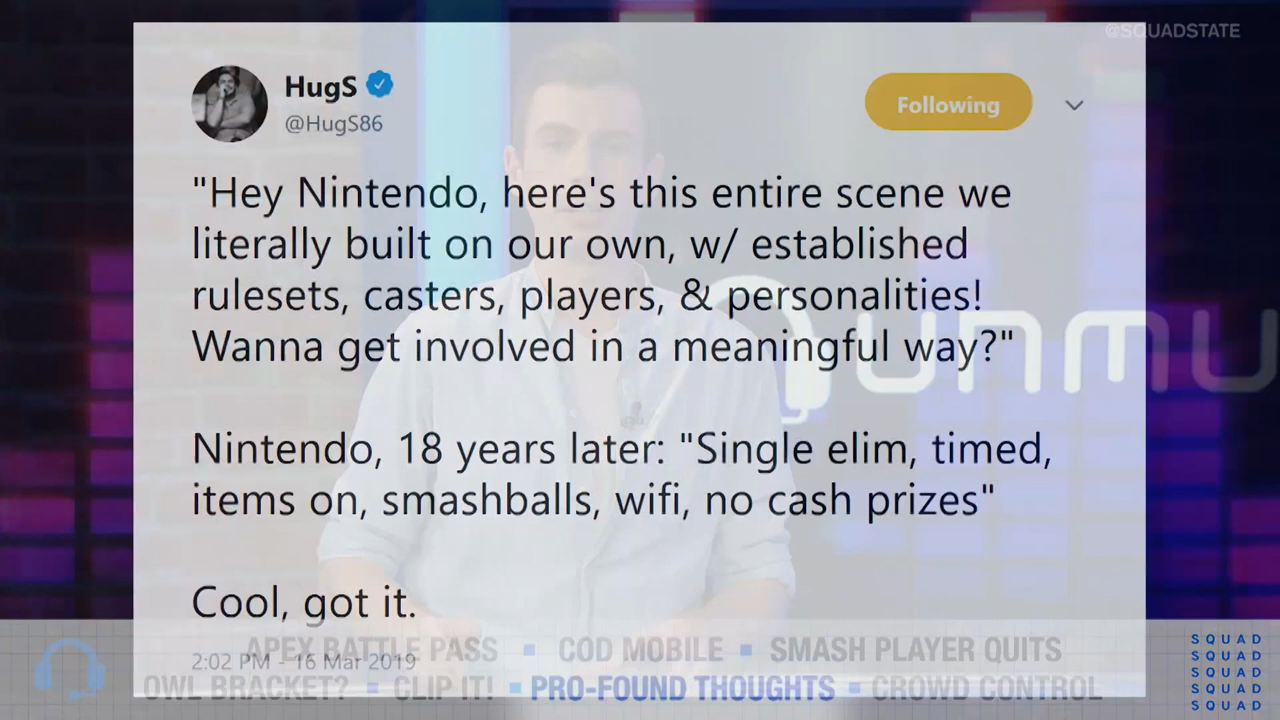 @SQUADSTATE
HugS
@HugS86
Following
"Hey Nintendo, here's this entire scene we
literally built on our own, w/ established
rulesets, casters, players, & personalities!
Wanna get involved in a meaningful way?"
Nintendo, 18 years later: "Single elim, timed,
items on, smashballs, wifi, no cash prizes"
Cool, got it.
2:02 PM - 16 Mar 2019
unmu
APEX BATTLE PASS ▪ COD MOBILE ▪ SMASH PLAYER QUITS
OWL BRACKET? ▪ CLIP IT! ▪ PRO-FOUND THOUGHTS ▪ CROWD CONTROL
SQUAD
SQUAD
SQUAD
SQUAD
SQUAD